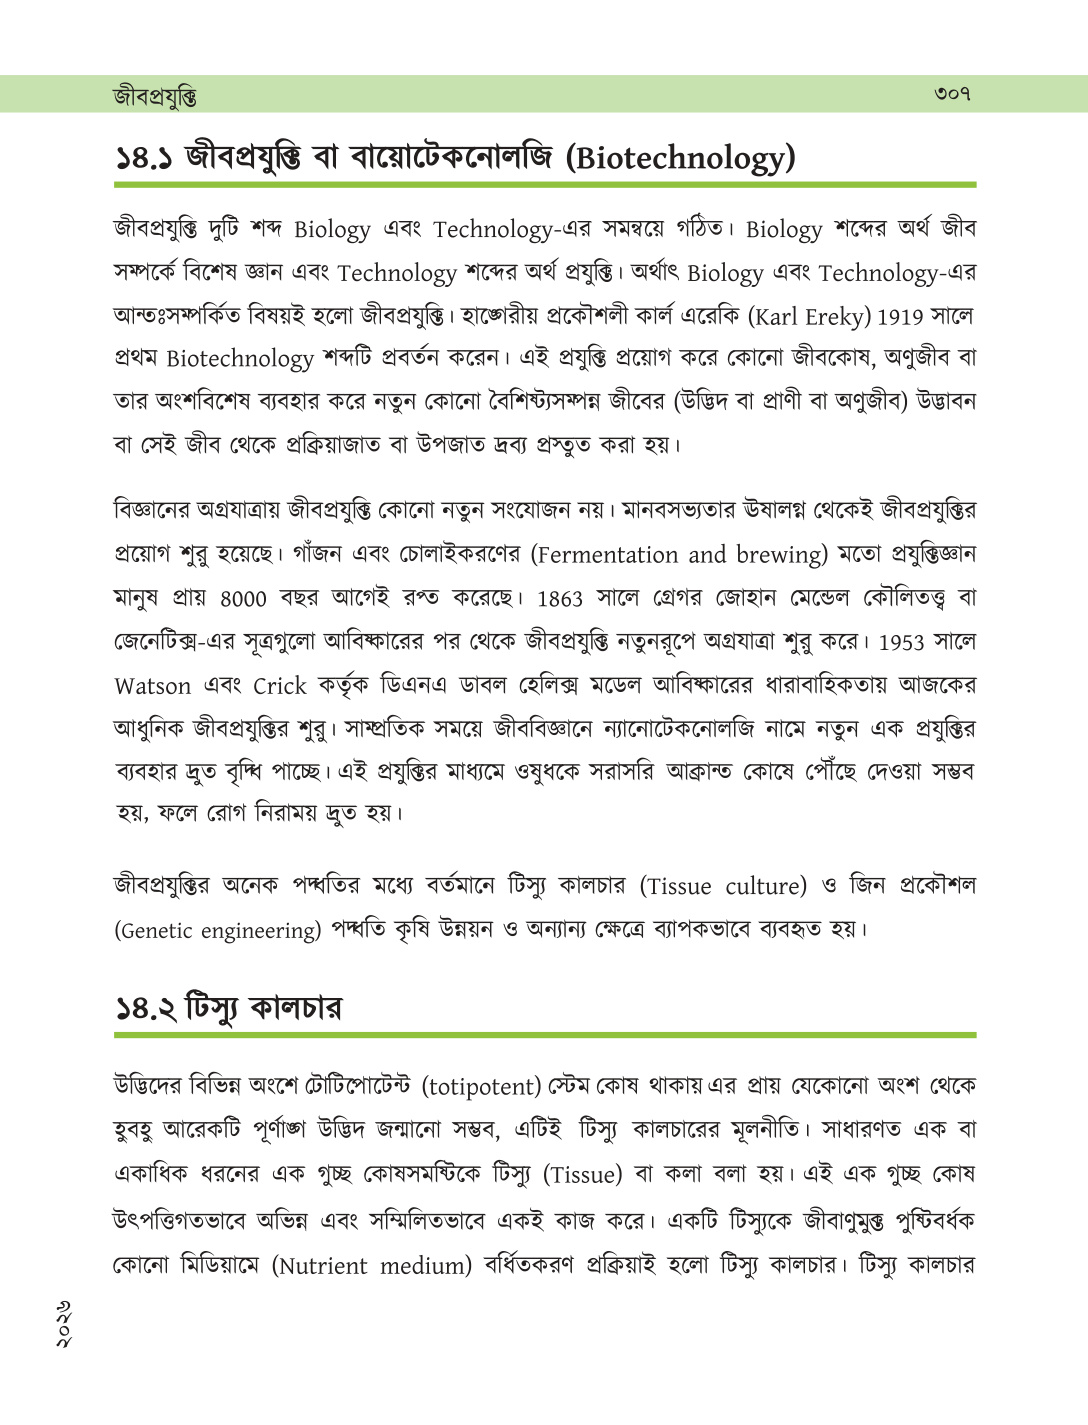 জীবপ্রযুক্তি ৩০৭
১৪.১ জীবপ্রযুক্তি বা বায়োটেকনোলজি (Biotechnology)
জীবপ্রযুক্তি দুটি শব্দ Biology এবং Technology-এর সমন্বয়ে গঠিত। Biology শব্দের অর্থ জীব
সম্পর্কে বিশেষ জ্ঞান এবং Technology শব্দের অর্থ প্রযুক্তি। অর্থাৎ Biology এবং Technology-এর
আন্তঃসম্পর্কিত বিষয়ই হলো জীবপ্রযুক্তি। হাঙ্গেরীয় প্রকৌশলী কার্ল এরেকি (Karl Ereky) 1919 সালে
প্রথম Biotechnology শব্দটি প্রবর্তন করেন। এই প্রযুক্তি প্রয়োগ করে কোনো জীবকোষ, অণুজীব বা
তার অংশবিশেষ ব্যবহার করে নতুন কোনো বৈশিষ্ট্যসম্পন্ন জীবের (উদ্ভিদ বা প্রাণী বা অণুজীব) উদ্ভাবন
বা সেই জীব থেকে প্রক্রিয়াজাত বা উপজাত দ্রব্য প্রস্তুত করা হয়।
বিজ্ঞানের অগ্রযাত্রায় জীবপ্রযুক্তি কোনো নতুন সংযোজন নয়। মানবসভ্যতার ঊষালগ্ন থেকেই জীবপ্রযুক্তির
প্রয়োগ শুরু হয়েছে। গাঁজন এবং চোলাইকরণের (Fermentation and brewing) মতো প্রযুক্তিজ্ঞান
মানুষ প্রায় 8000 বছর আগেই রপ্ত করেছে। 1863 সালে গ্রেগর জোহান মেন্ডেল কৌলিতত্ত্ব বা
জেনেটিক্স-এর সূত্রগুলো আবিষ্কারের পর থেকে জীবপ্রযুক্তি নতুনরূপে অগ্রযাত্রা শুরু করে। 1953 সালে
Watson এবং Crick কর্তৃক ডিএনএ ডাবল হেলিক্স মডেল আবিষ্কারের ধারাবাহিকতায় আজকের
আধুনিক জীবপ্রযুক্তির শুরু। সাম্প্রতিক সময়ে জীববিজ্ঞানে ন্যানোটেকনোলজি নামে নতুন এক প্রযুক্তির
ব্যবহার দ্রুত বৃদ্ধি পাচ্ছে। এই প্রযুক্তির মাধ্যমে ওষুধকে সরাসরি আক্রান্ত কোষে পৌঁছে দেওয়া সম্ভব
হয়, ফলে রোগ নিরাময় দ্রুত হয়।
জীবপ্রযুক্তির অনেক পদ্ধতির মধ্যে বর্তমানে টিস্যু কালচার (Tissue culture) ও জিন প্রকৌশল
(Genetic engineering) পদ্ধতি কৃষি উন্নয়ন ও অন্যান্য ক্ষেত্রে ব্যাপকভাবে ব্যবহৃত হয়।
১৪.২ টিস্যু কালচার
উদ্ভিদের বিভিন্ন অংশে টোটিপোটেন্ট (totipotent) স্টেম কোষ থাকায় এর প্রায় যেকোনো অংশ থেকে
হুবহু আরেকটি পূর্ণাঙ্গ উদ্ভিদ জন্মানো সম্ভব, এটিই টিস্যু কালচারের মূলনীতি। সাধারণত এক বা
একাধিক ধরনের এক গুচ্ছ কোষসমষ্টিকে টিস্যু (Tissue) বা কলা বলা হয়। এই এক গুচ্ছ কোষ
উৎপত্তিগতভাবে অভিন্ন এবং সম্মিলিতভাবে একই কাজ করে। একটি টিস্যুকে জীবাণুমুক্ত পুষ্টিবর্ধক
কোনো মিডিয়ামে (Nutrient medium) বর্ধিতকরণ প্রক্রিয়াই হলো টিস্যু কালচার। টিস্যু কালচার
২০২৬